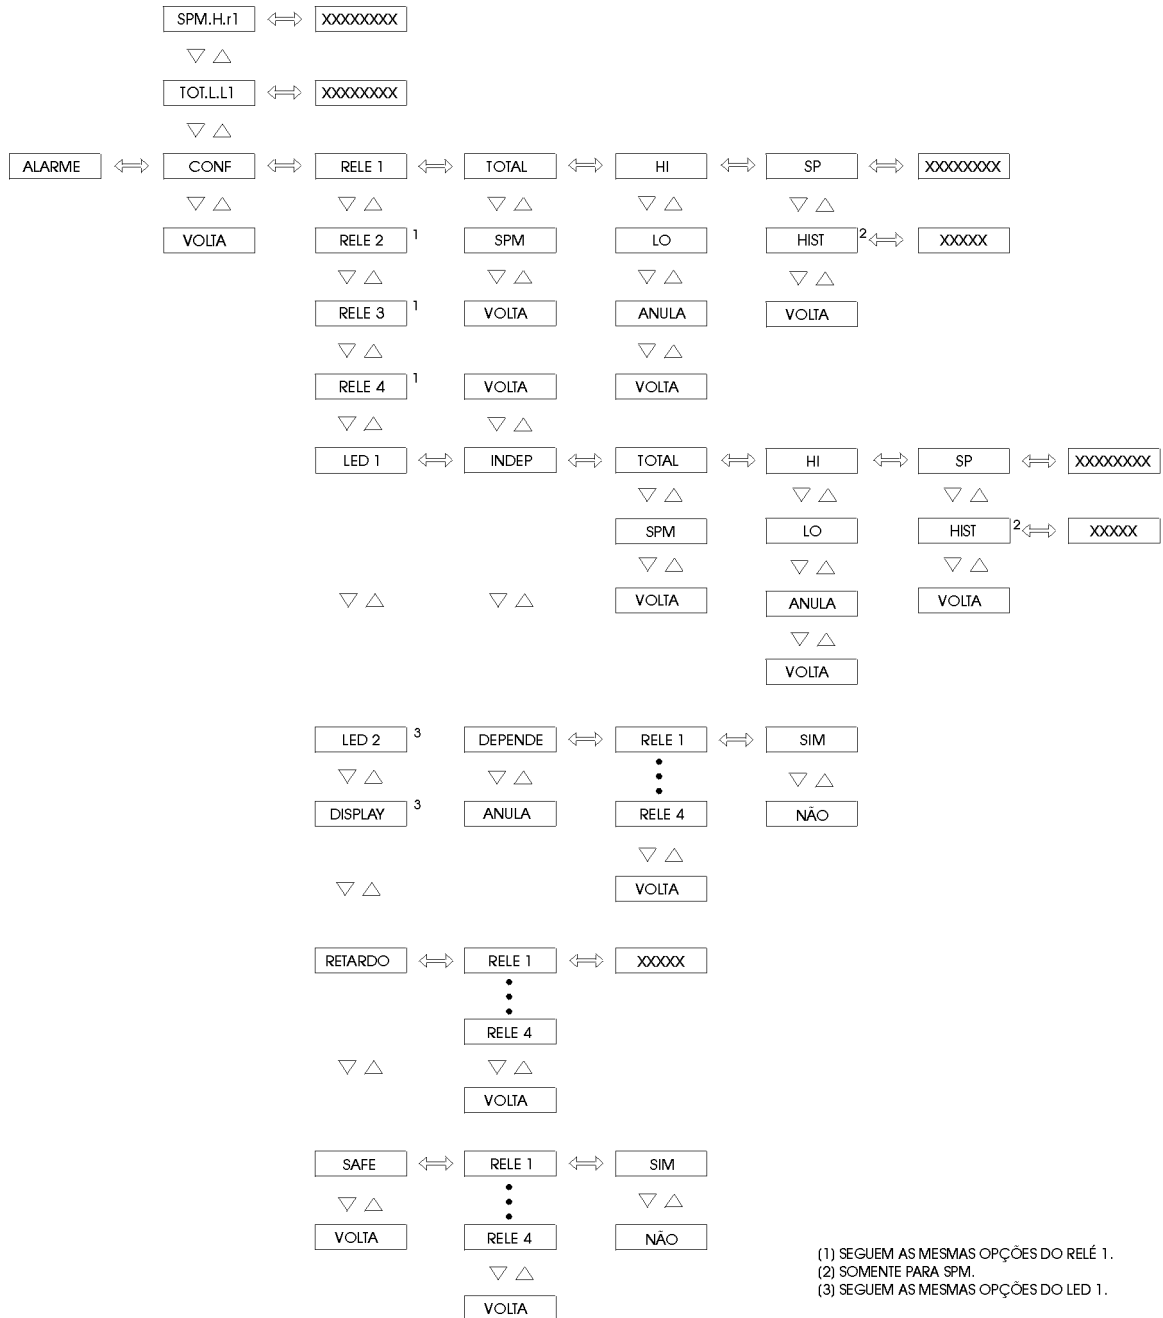 SPM.H.r1 XXXXXXXX
TOT.L.L1 XXXXXXXX
ALARME CONF RELE 1 TOTAL HI SP XXXXXXXX
VOLTA RELE 2 1 SPM LO HIST 2 XXXXX
RELE 3 1 VOLTA ANULA VOLTA
RELE 4 1 VOLTA VOLTA
LED 1 INDEP TOTAL HI SP XXXXXXXX
SPM LO HIST 2 XXXXX
VOLTA ANULA VOLTA
VOLTA
LED 2 3 DEPENDE RELE 1 SIM
DISPLAY 3 ANULA RELE 4 NÃO
VOLTA
RETARDO RELE 1 XXXXX
RELE 4
VOLTA
SAFE RELE 1 SIM
VOLTA RELE 4 NÃO
VOLTA
(1) SEGUEM AS MESMAS OPÇÕES DO RELÉ 1.
(2) SOMENTE PARA SPM.
(3) SEGUEM AS MESMAS OPÇÕES DO LED 1.